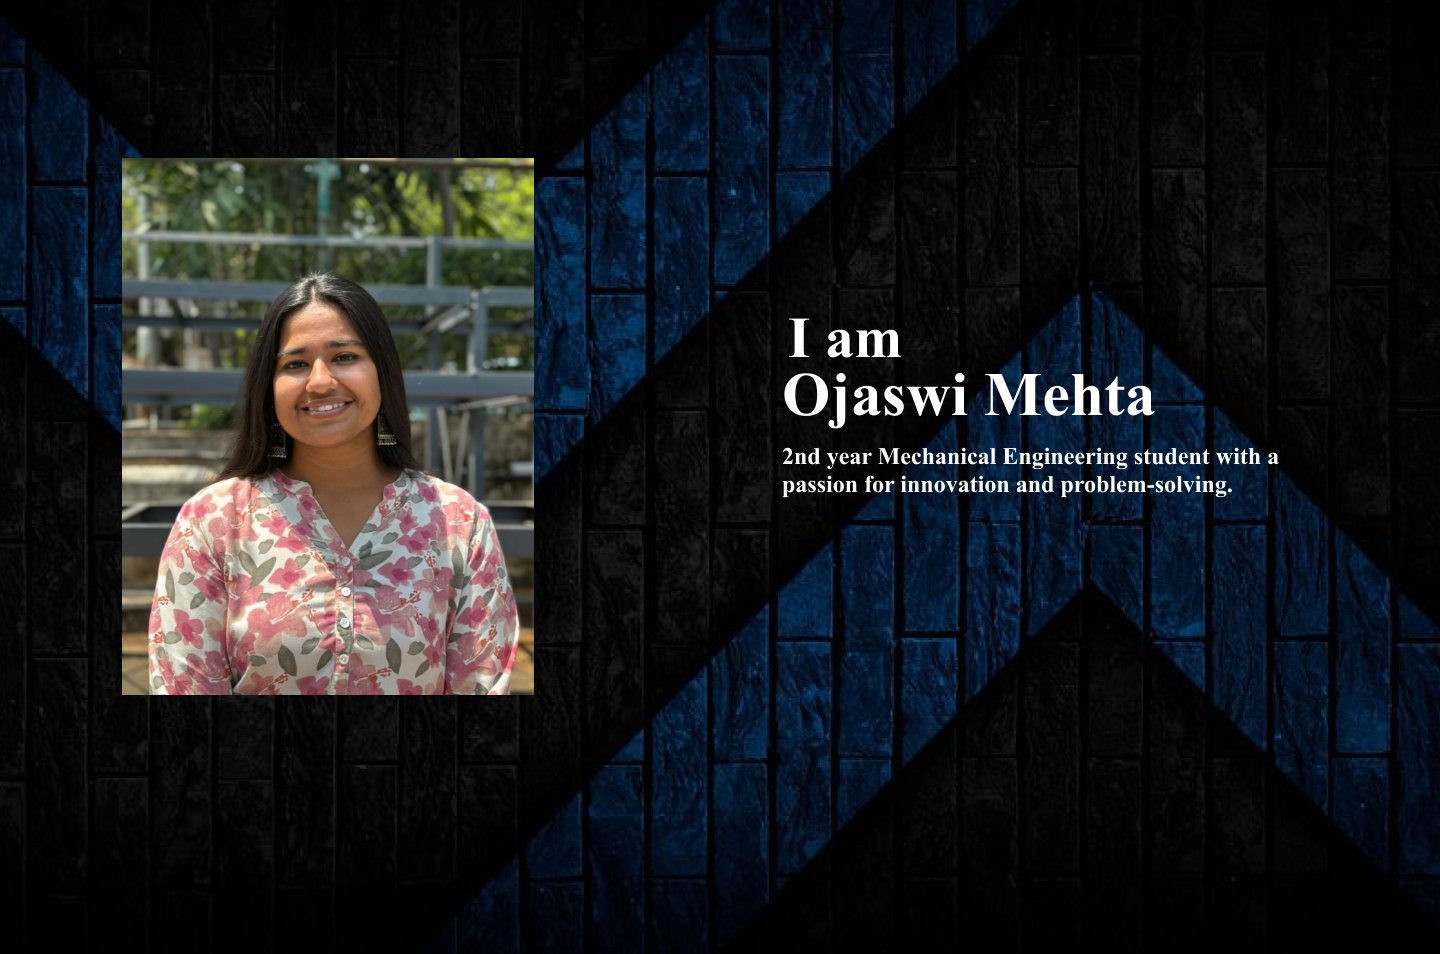 I am
Ojaswi Mehta
2nd year Mechanical Engineering student with a
passion for innovation and problem-solving.